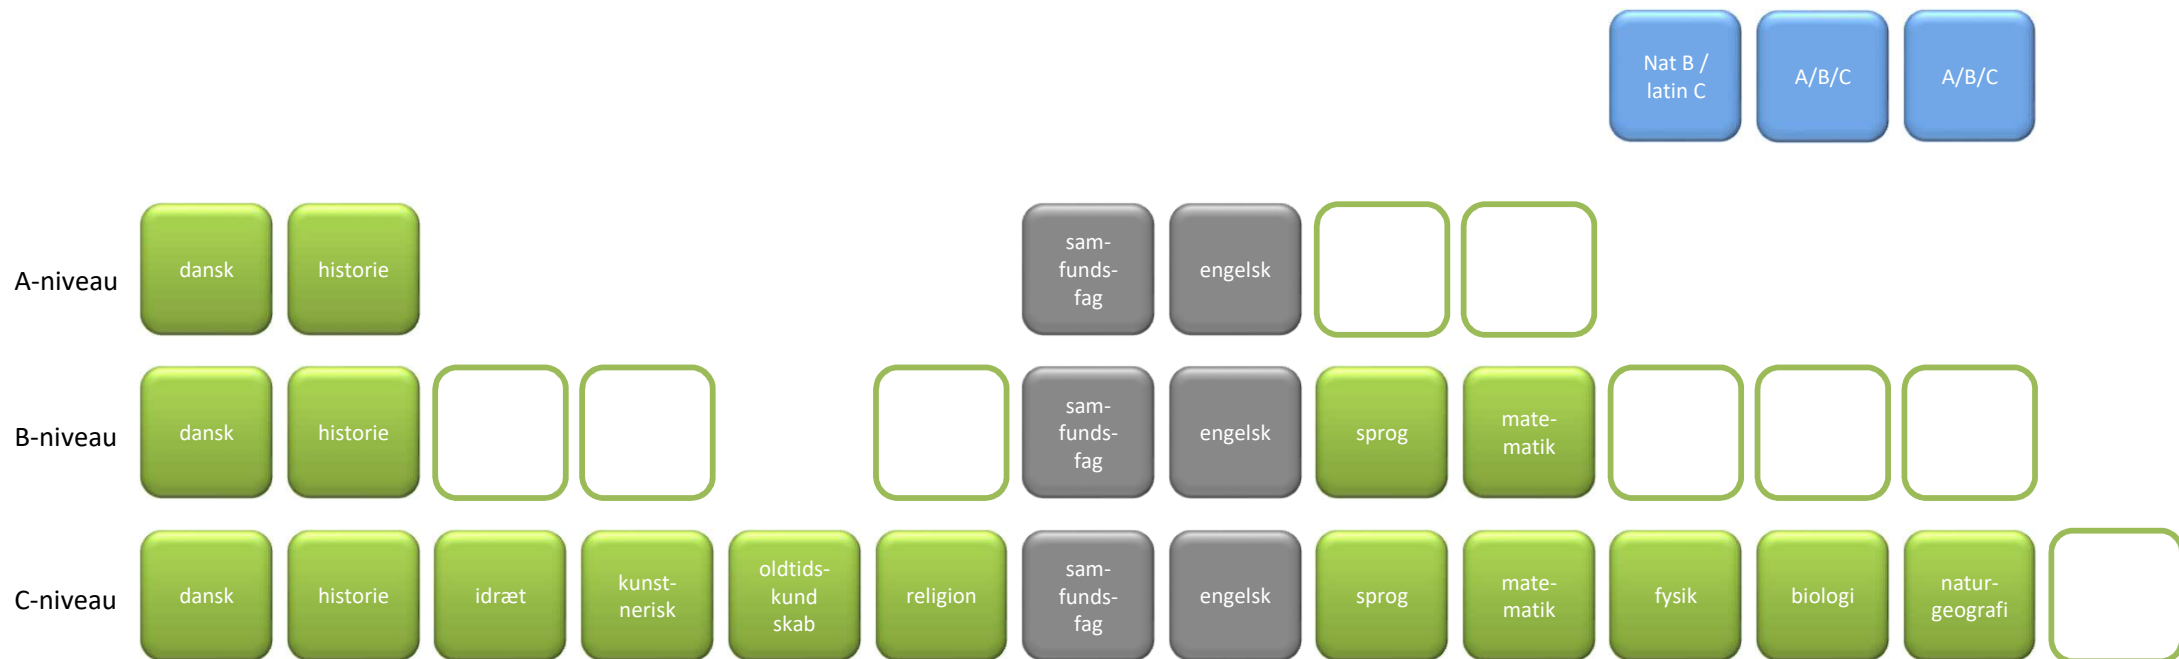 Nat B /
latin C
A/B/C
A/B/C
A-niveau
dansk
historie
sam-
funds-
fag
engelsk
B-niveau
dansk
historie
sam-
funds-
fag
engelsk
sprog
mate-
matik
C-niveau
dansk
historie
idræt
kunst-
nerisk
oldtids-
kund
skab
religion
sam-
funds-
fag
engelsk
sprog
mate-
matik
fysik
biologi
natur-
geografi